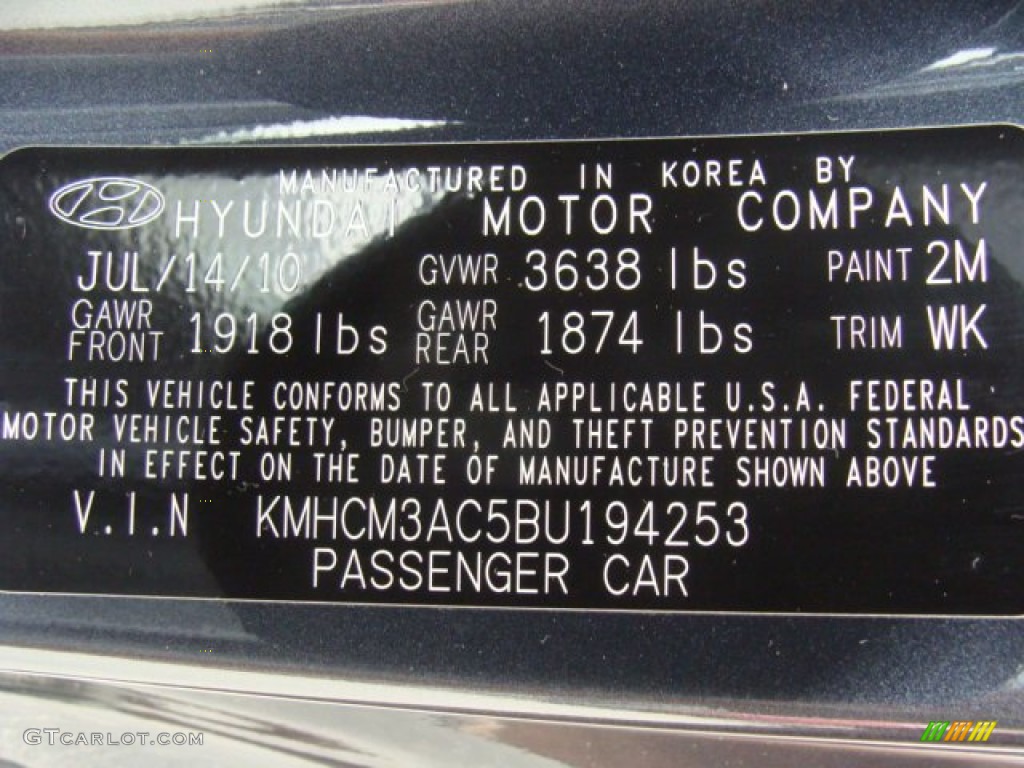 MANUFACTURED IN KOREA BY
HYUNDAI MOTOR COMPANY
JUL/14/10 GVWR 3638 lbs PAINT 2M
GAWR FRONT 1918 lbs GAWR REAR 1874 lbs TRIM WK
THIS VEHICLE CONFORMS TO ALL APPLICABLE U.S.A. FEDERAL
MOTOR VEHICLE SAFETY, BUMPER, AND THEFT PREVENTION STANDARDS
IN EFFECT ON THE DATE OF MANUFACTURE SHOWN ABOVE
V.I.N KMHCM3AC5BU194253
PASSENGER CAR
GTCARLOT.COM